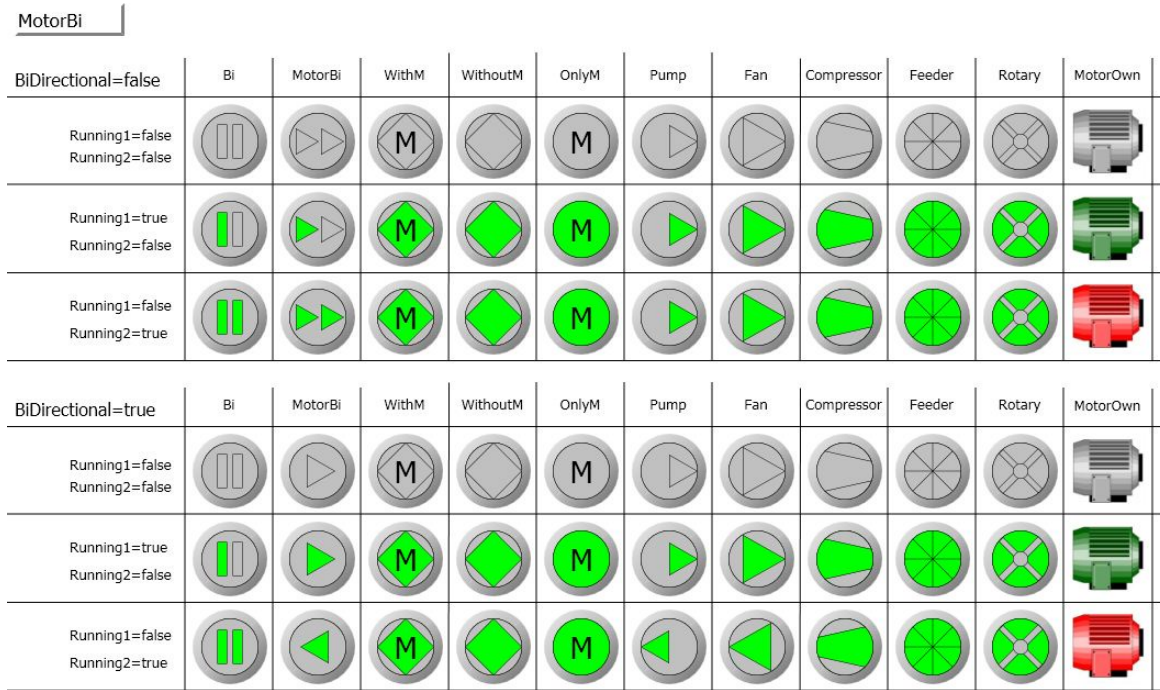 MotorBi
BiDirectional=false Bi MotorBi WithM WithoutM OnlyM Pump Fan Compressor Feeder Rotary MotorOwn
Running1=false
Running2=false
M M
Running1=true
Running2=false
M M
Running1=false
Running2=true
M M
BiDirectional=true Bi MotorBi WithM WithoutM OnlyM Pump Fan Compressor Feeder Rotary MotorOwn
Running1=false
Running2=false
M M
Running1=true
Running2=false
M M
Running1=false
Running2=true
M M